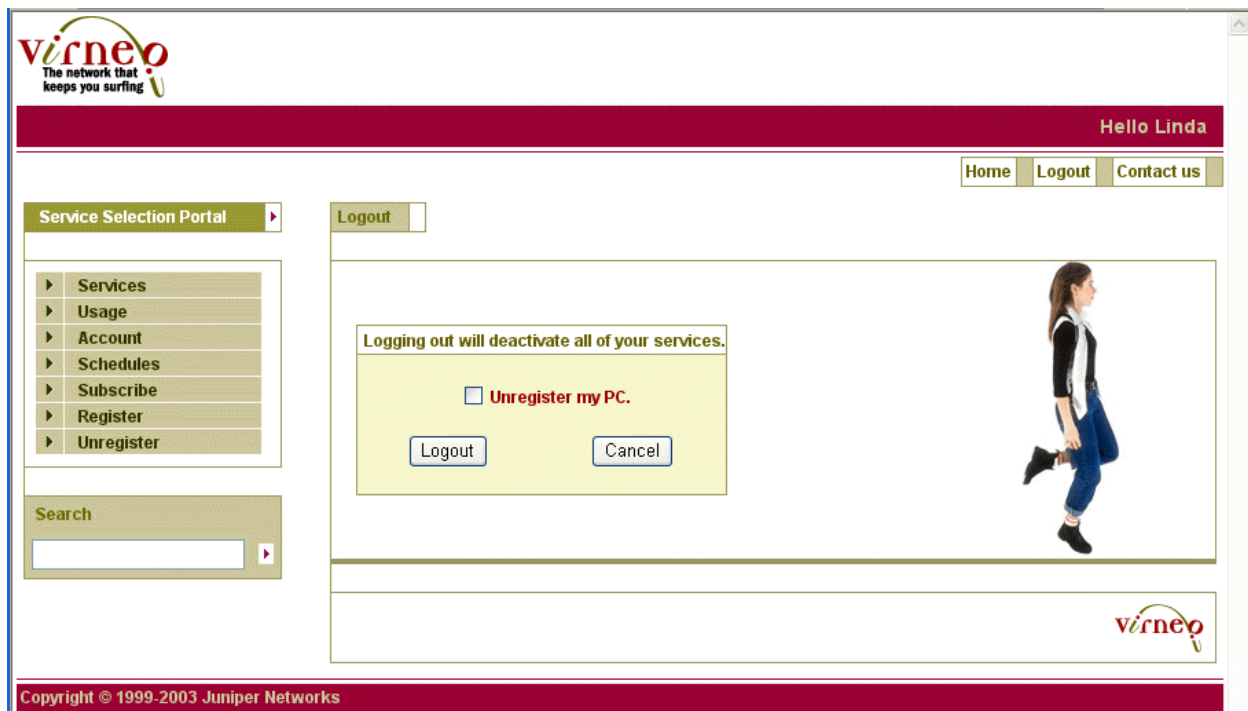 virneo
The network that
keeps you surfing
Hello Linda
Home Logout Contact us
Service Selection Portal
Logout
Services
Usage
Account
Schedules
Subscribe
Register
Unregister
Logging out will deactivate all of your services.
Unregister my PC.
Logout Cancel
Search
virneo
Copyright © 1999-2003 Juniper Networks